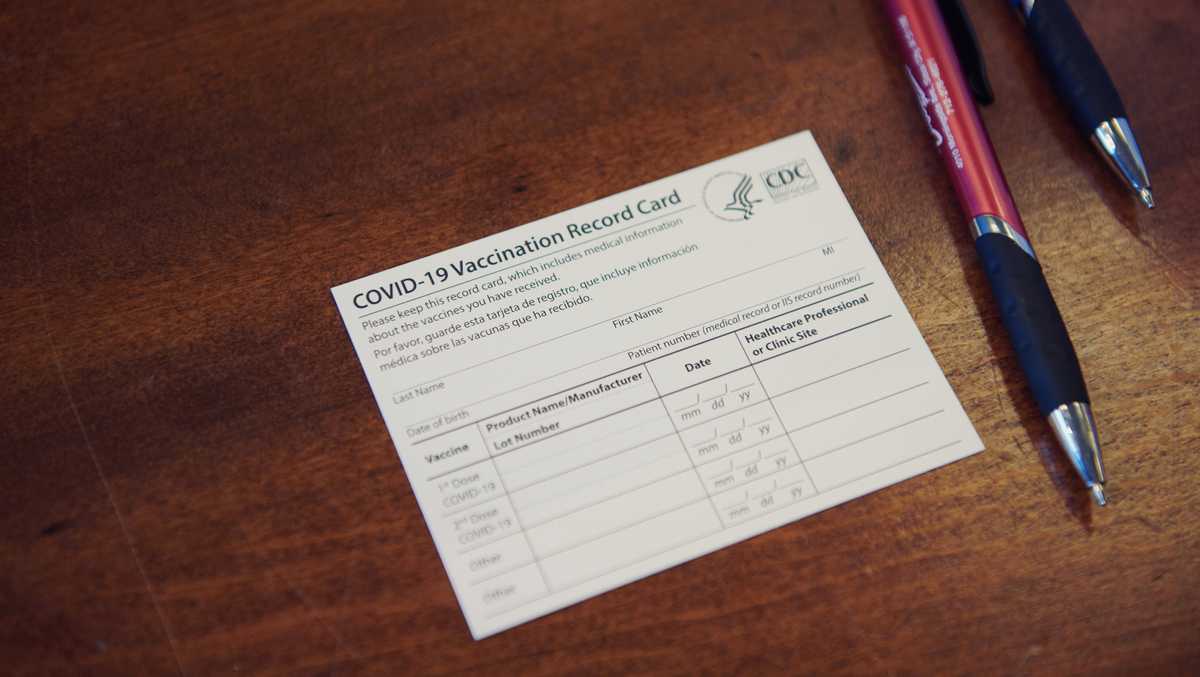 COVID-19 Vaccination Record Card
CDC
Please keep this record card, which includes medical information
about the vaccines you have received.
Por favor, guarde esta tarjeta de registro, que incluye información
médica sobre las vacunas que ha recibido.
Last Name
First Name
MI
Date of birth
Patient number (medical record or IIS record number)
Vaccine
Product Name/Manufacturer
Lot Number
Date
Healthcare Professional
or Clinic Site
1st Dose
COVID-19
mm / dd / yy
2nd Dose
COVID-19
mm / dd / yy
Other
mm / dd / yy
Other
mm / dd / yy